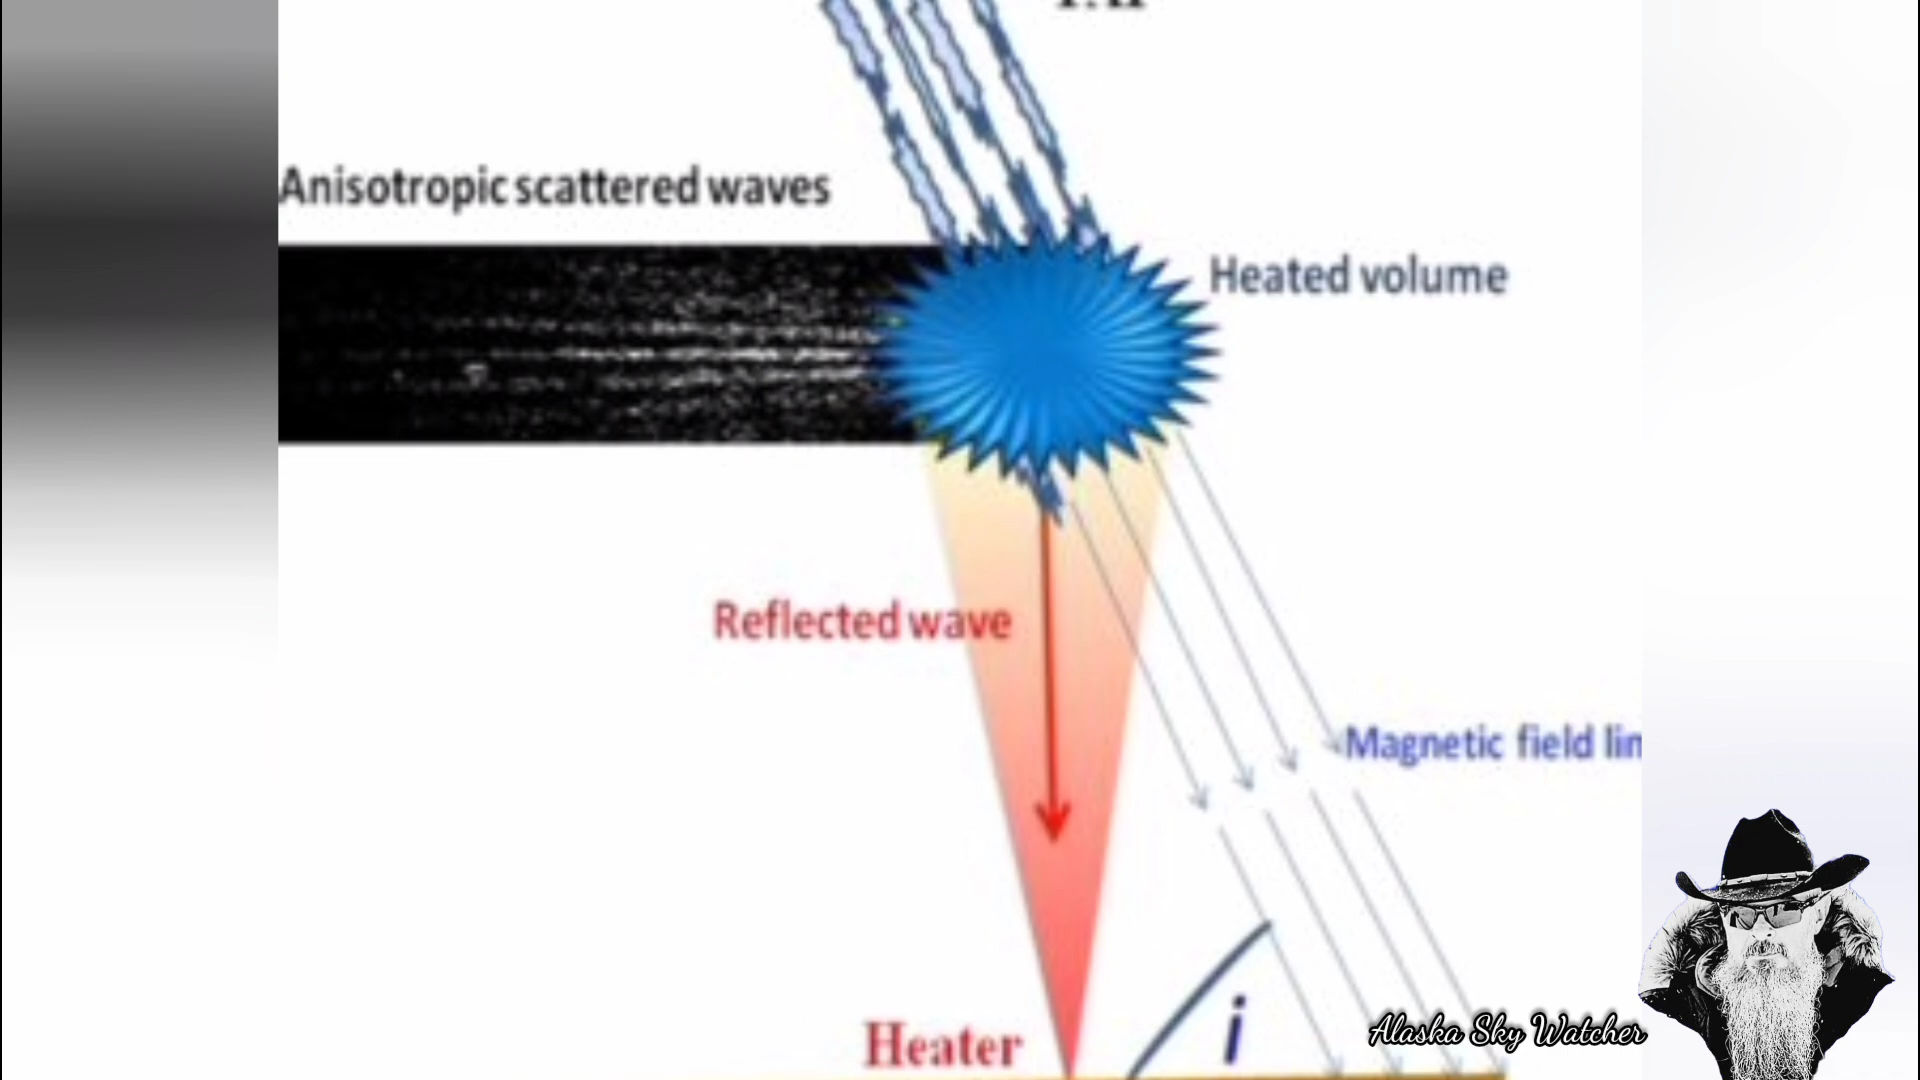 Anisotropic scattered waves
Heated volume
Reflected wave
Magnetic field lin
Heater
i
Alaska Sky Watcher